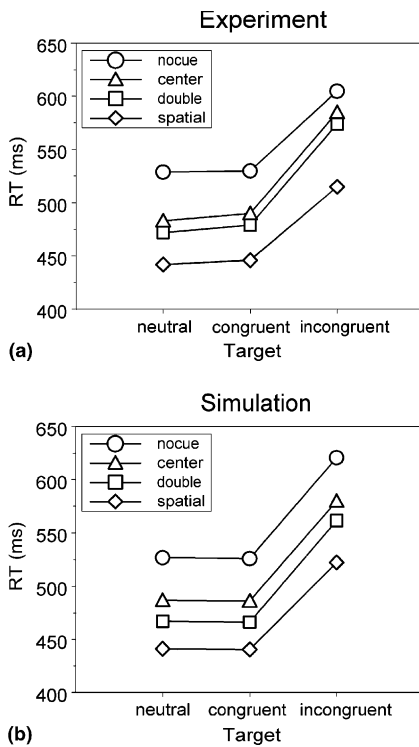 Experiment
650
600
550
500
450
400
RT (ms)
nocue
center
double
spatial
neutral congruent incongruent
Target
(a)
Simulation
650
600
550
500
450
400
RT (ms)
nocue
center
double
spatial
neutral congruent incongruent
Target
(b)